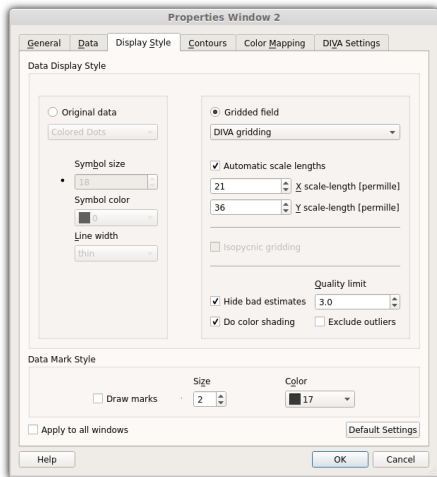 Properties Window 2
General Data Display Style Contours Color Mapping DIVA Settings
Data Display Style
Original data
Colored Dots
Symbol size
18
Symbol color
0
Line width
thin
Gridded field
DIVA gridding
Automatic scale lengths
21 X scale-length [permille]
36 Y scale-length [permille]
Isopycnic gridding
Quality limit
Hide bad estimates 3.0
Do color shading Exclude outliers
Data Mark Style
Size Color
Draw marks 2 17
Apply to all windows Default Settings
Help OK Cancel